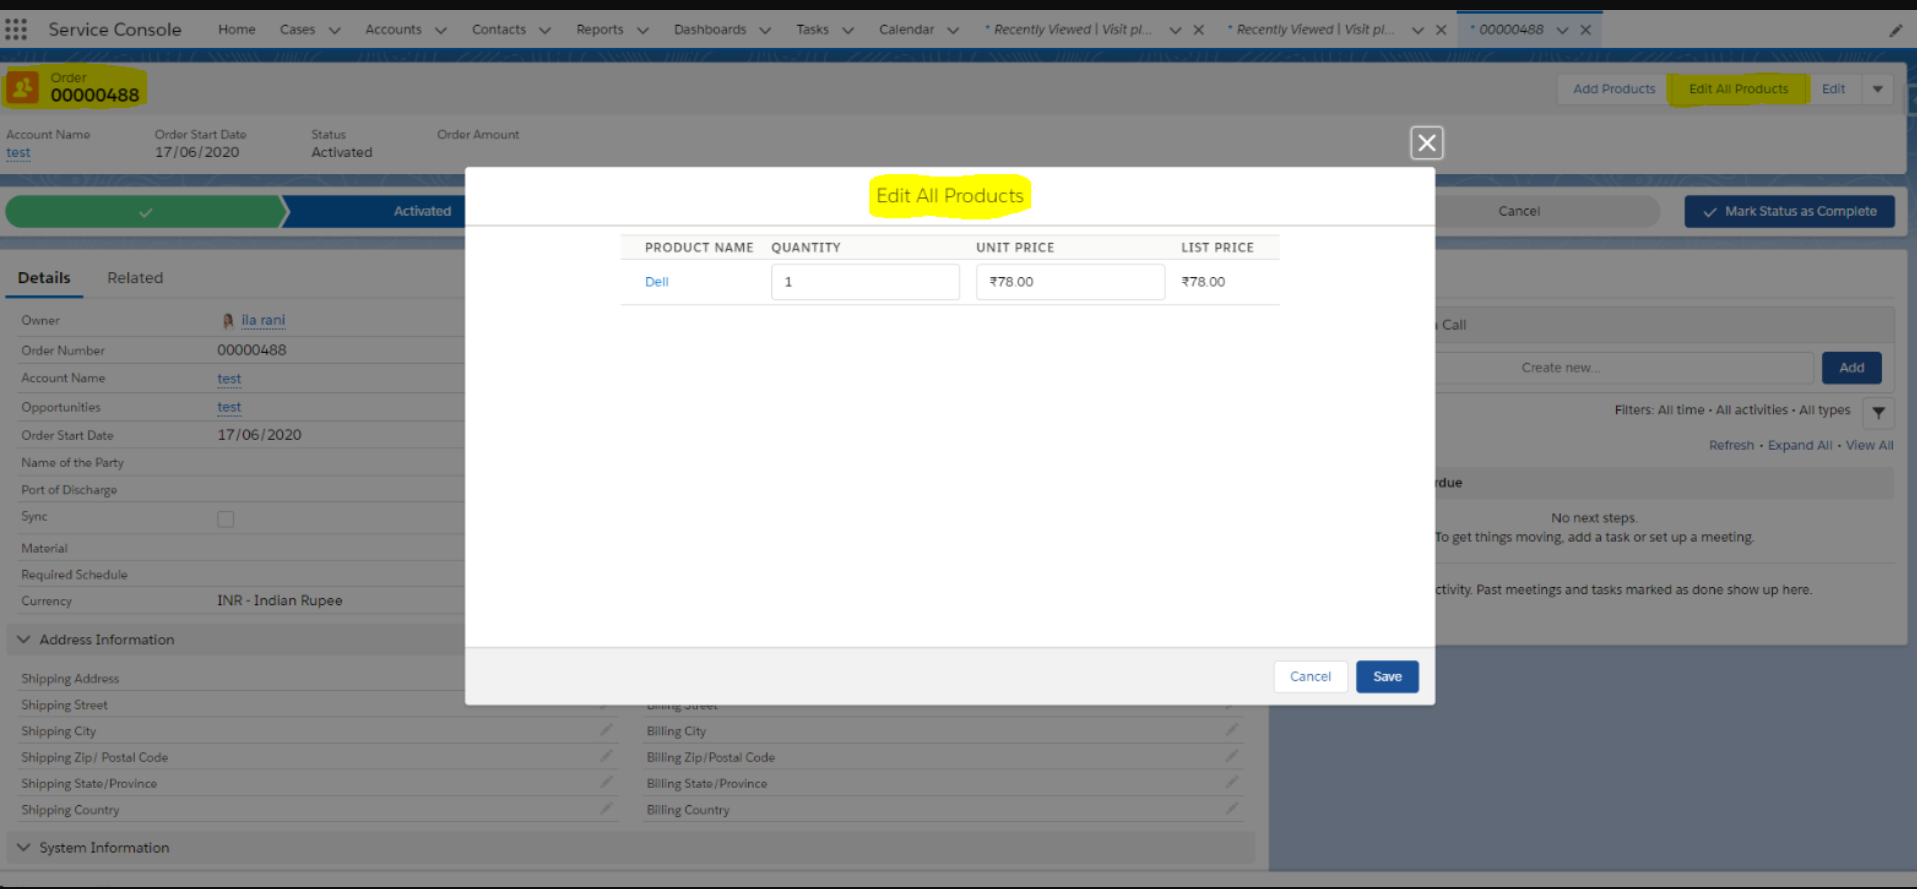 Service Console Home Cases Accounts Contacts Reports Dashboards Tasks Calendar * Recently Viewed | Visit pl... * Recently Viewed | Visit pl... * 00000488
Order
00000488
Add Products Edit All Products Edit
Account Name Order Start Date Status Order Amount
test 17/06/2020 Activated
Activated
Cancel Mark Status as Complete
Edit All Products
PRODUCT NAME QUANTITY UNIT PRICE LIST PRICE
Dell 1 ₹78.00 ₹78.00
Cancel Save
Details Related
Owner ila rani
Order Number 00000488
Account Name test
Opportunities test
Order Start Date 17/06/2020
Name of the Party
Port of Discharge
Sync
Material
Required Schedule
Currency INR - Indian Rupee
Address Information
Shipping Address
Shipping Street Billing Street
Shipping City Billing City
Shipping Zip/ Postal Code Billing Zip/Postal Code
Shipping State/Province Billing State/Province
Shipping Country Billing Country
System Information
Call
Create new... Add
Filters: All time • All activities • All types
Refresh • Expand All • View All
No next steps.
To get things moving, add a task or set up a meeting.
Past meetings and tasks marked as done show up here.